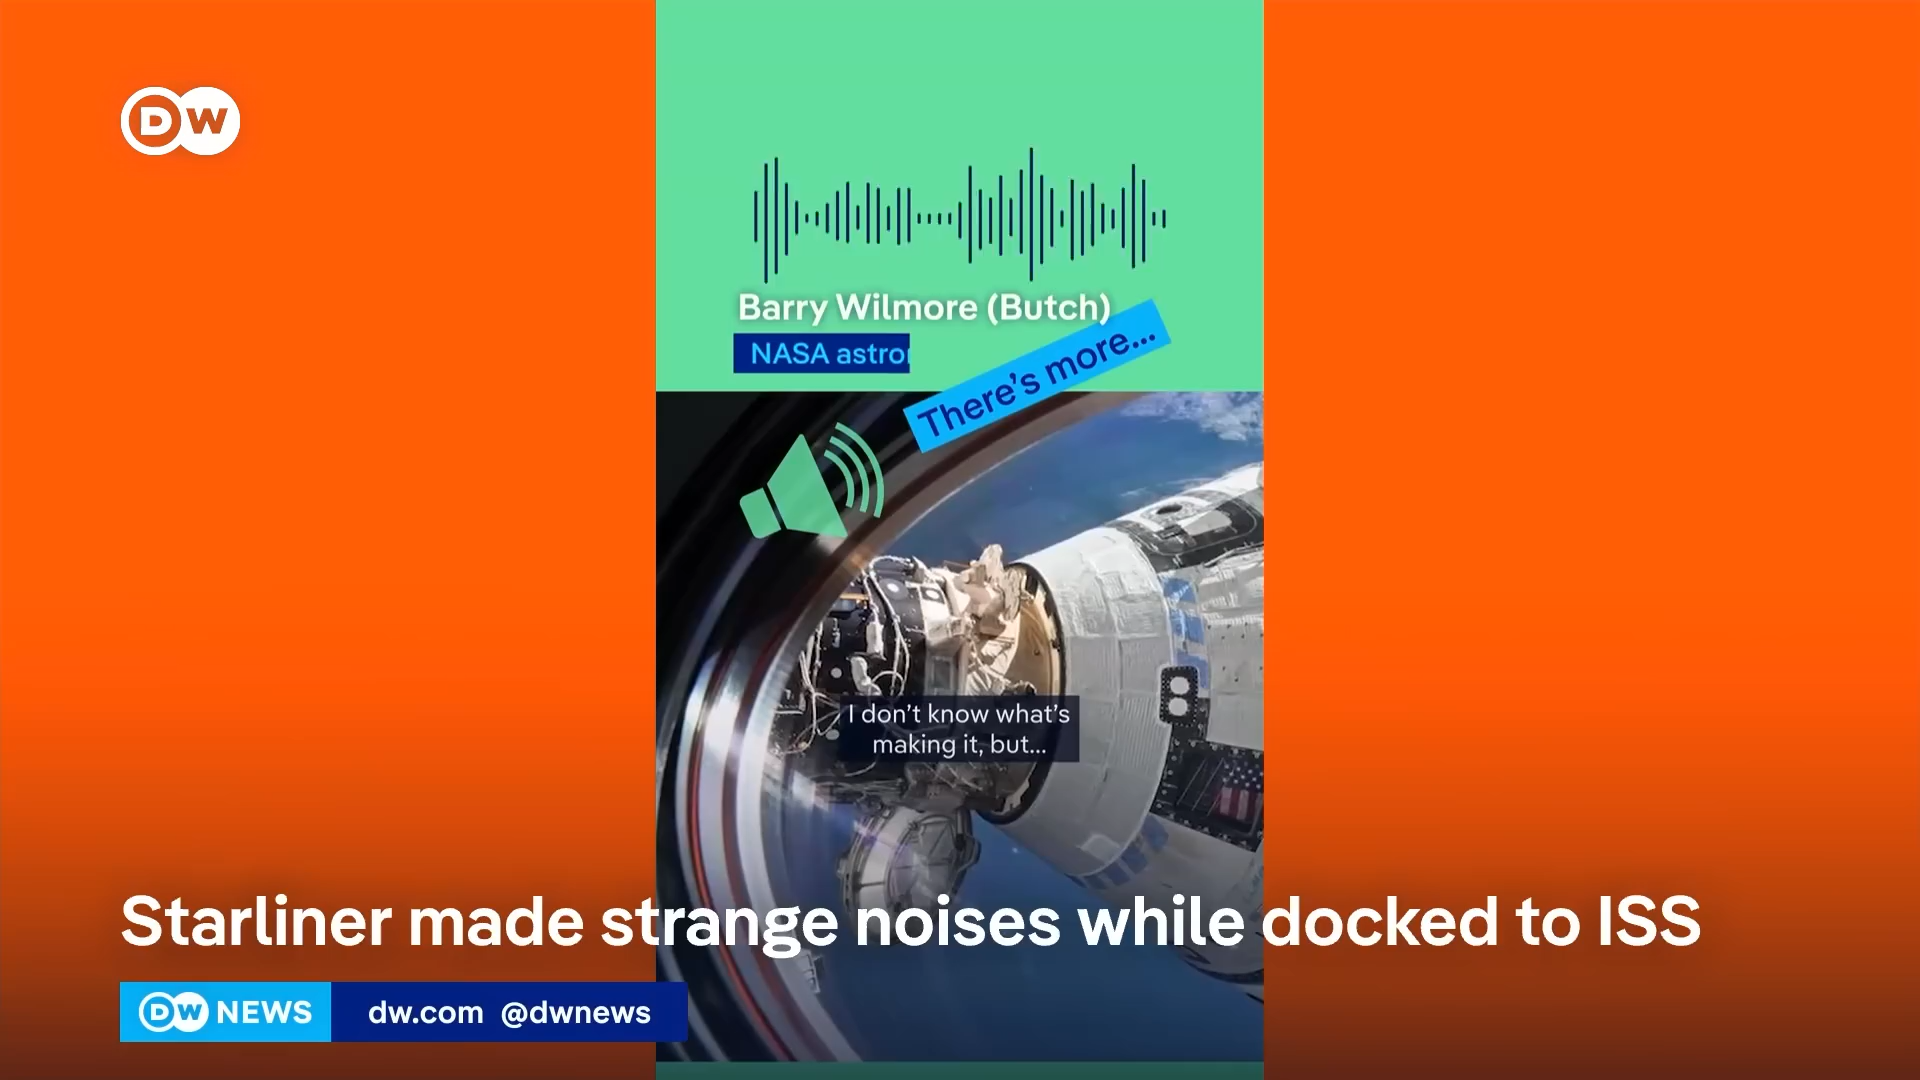 DW
Barry Wilmore (Butch)
NASA astro
There's more...
I don't know what's
making it, but...
Starliner made strange noises while docked to ISS
DW NEWS
dw.com @dwnews